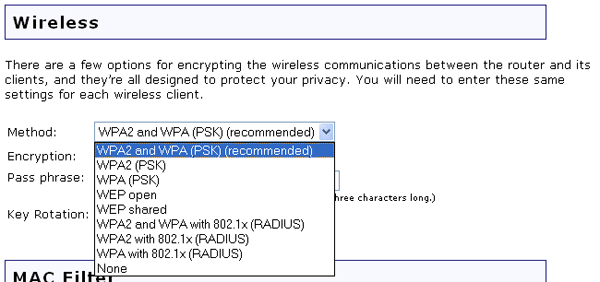 Wireless
There are a few options for encrypting the wireless communications between the router and its
clients, and they're all designed to protect your privacy. You will need to enter these same
settings for each wireless client.
Method: WPA2 and WPA (PSK) (recommended)
WPA2 and WPA (PSK) (recommended)
Encryption:
WPA2 (PSK)
Pass phrase:
WPA (PSK)
WEP open
hree characters long.)
WEP shared
Key Rotation:
WPA2 and WPA with 802.1x (RADIUS)
WPA2 with 802.1x (RADIUS)
WPA with 802.1x (RADIUS)
None
MAC Filter